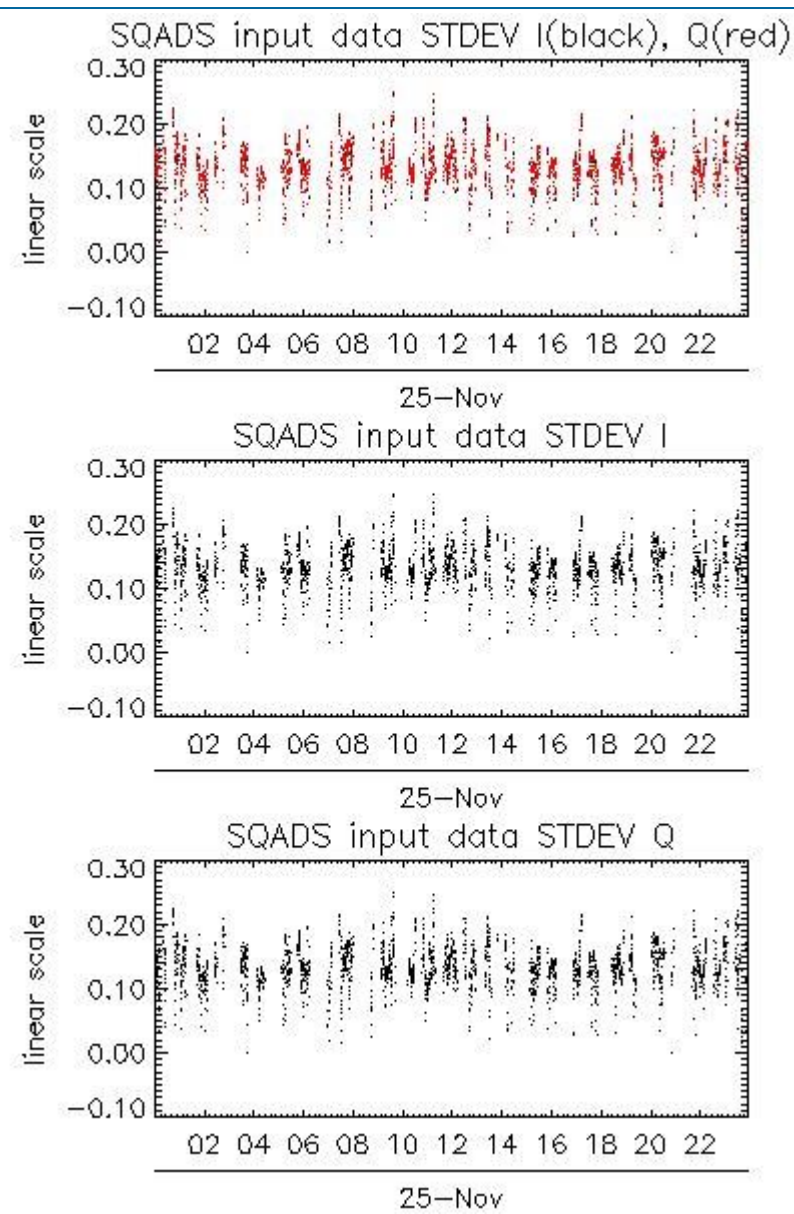 SQADS input data STDEV I(black), Q(red)
0.30
0.20
0.10
0.00
−0.10
linear scale
02 04 06 08 10 12 14 16 18 20 22
25−Nov
SQADS input data STDEV I
0.30
0.20
0.10
0.00
−0.10
linear scale
02 04 06 08 10 12 14 16 18 20 22
25−Nov
SQADS input data STDEV Q
0.30
0.20
0.10
0.00
−0.10
linear scale
02 04 06 08 10 12 14 16 18 20 22
25−Nov